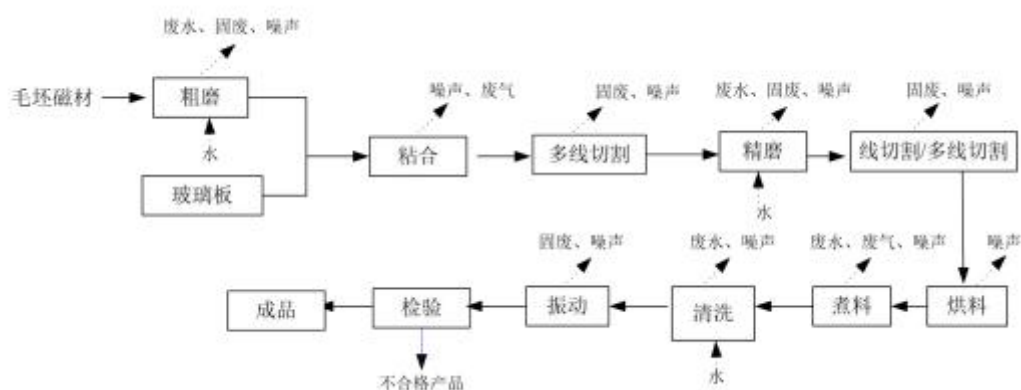 废水、固废、噪声
毛坯磁材
粗磨
水
玻璃板
噪声、废气
粘合
固废、噪声
多线切割
废水、固废、噪声
精磨
水
固废、噪声
线切割/多线切割
噪声
烘料
废水、废气、噪声
煮料
废水、噪声
清洗
水
固废、噪声
振动
检验
不合格产品
成品